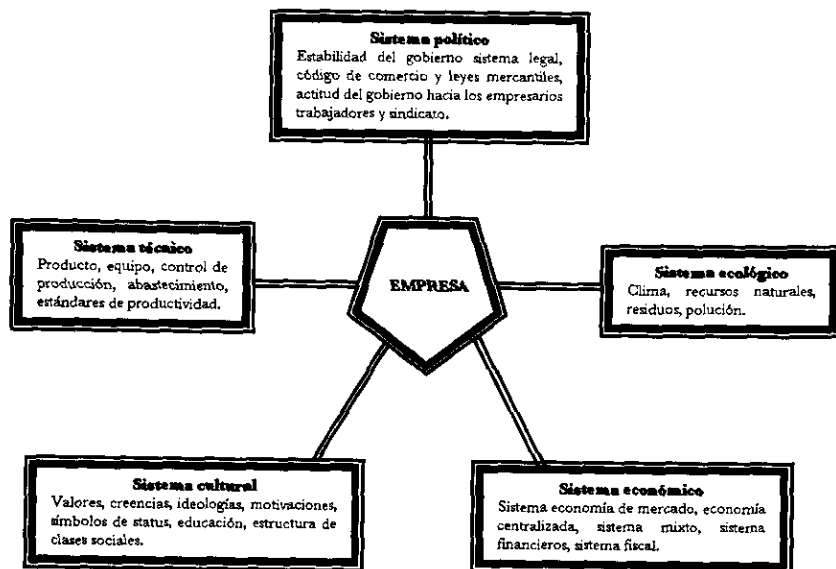 Sistema político
Estabilidad del gobierno sistema legal,
código de comercio y leyes mercantiles,
actitud del gobierno hacia los empresarios
trabajadores y sindicato.
Sistema técnico
Producto, equipo, control de
producción, abastecimiento,
estándares de productividad.
EMPRESA
Sistema ecológico
Clima, recursos naturales,
residuos, polución.
Sistema cultural
Valores, creencias, ideologías, motivaciones,
símbolos de status, educación, estructura de
clases sociales.
Sistema económico
Sistema economía de mercado, economía
centralizada, sistema mixto, sistema
financieros, sistema fiscal.